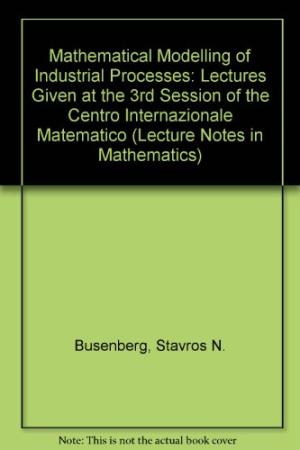 Mathematical Modelling of
Industrial Processes: Lectures
Given at the 3rd Session of the
Centro Internazionale
Matematico (Lecture Notes in
Mathematics)
Busenberg, Stavros N.
Note: This is not the actual book cover